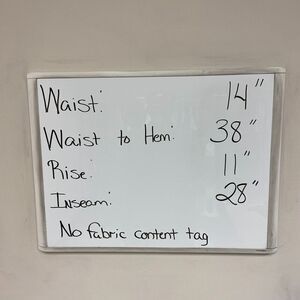 Waist: 14"
Waist to Hem: 38"
Rise: 11"
Inseam: 28"
No fabric content tag